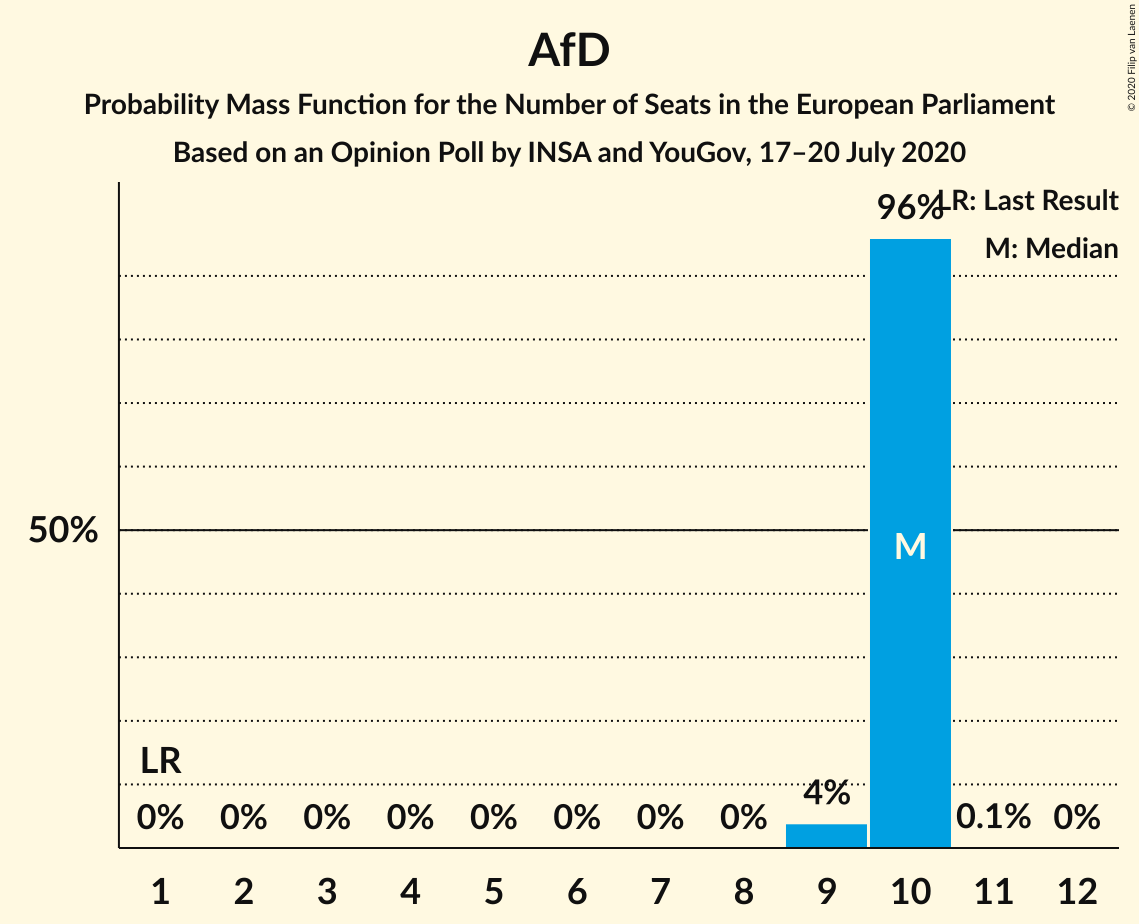 AfD
Probability Mass Function for the Number of Seats in the European Parliament
Based on an Opinion Poll by INSA and YouGov, 17–20 July 2020
© 2020 Filip van Laenen
LR: Last Result
M: Median
96%
50%
M
LR
0% 0% 0% 0% 0% 0% 0% 0% 4% 0.1% 0%
1 2 3 4 5 6 7 8 9 10 11 12